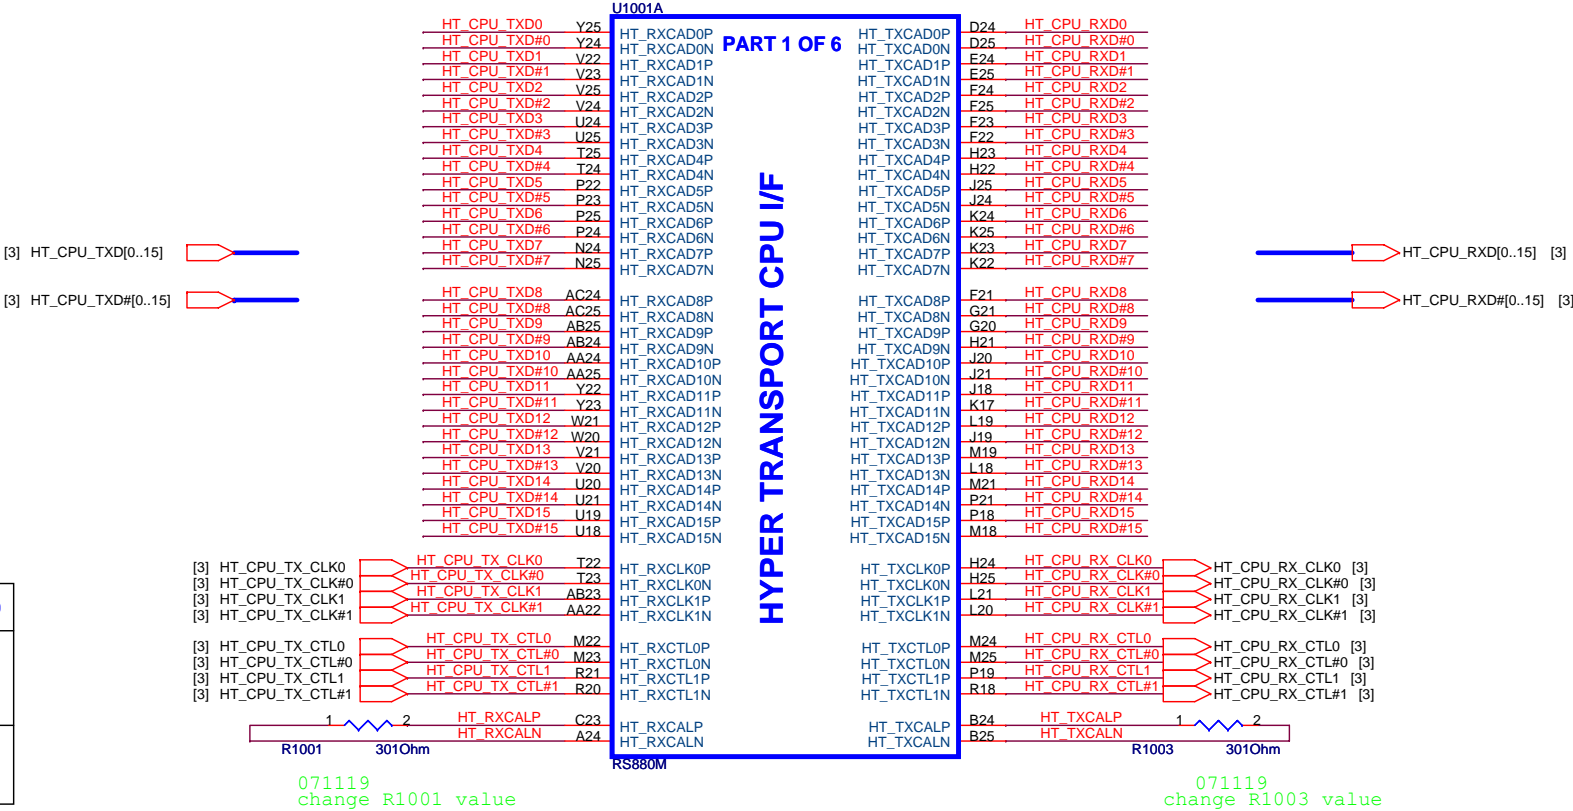 U1001A
HT_CPU_TXD0 Y25 HT_RXCAD0P PART 1 OF 6 HT_TXCAD0P D24 HT_CPU_RXD0
HT_CPU_TXD#0 Y24 HT_RXCAD0N HT_TXCAD0N D25 HT_CPU_RXD#0
HT_CPU_TXD1 V22 HT_RXCAD1P HT_TXCAD1P E24 HT_CPU_RXD1
HT_CPU_TXD#1 V23 HT_RXCAD1N HT_TXCAD1N E25 HT_CPU_RXD#1
HT_CPU_TXD2 V25 HT_RXCAD2P HT_TXCAD2P F24 HT_CPU_RXD2
HT_CPU_TXD#2 V24 HT_RXCAD2N HT_TXCAD2N F25 HT_CPU_RXD#2
HT_CPU_TXD3 U24 HT_RXCAD3P HT_TXCAD3P F23 HT_CPU_RXD3
HT_CPU_TXD#3 U25 HT_RXCAD3N HT_TXCAD3N F22 HT_CPU_RXD#3
HT_CPU_TXD4 T25 HT_RXCAD4P HT_TXCAD4P H23 HT_CPU_RXD4
HT_CPU_TXD#4 T24 HT_RXCAD4N HT_TXCAD4N H22 HT_CPU_RXD#4
HT_CPU_TXD5 P22 HT_RXCAD5P HT_TXCAD5P J25 HT_CPU_RXD5
HT_CPU_TXD#5 P23 HT_RXCAD5N HT_TXCAD5N J24 HT_CPU_RXD#5
HT_CPU_TXD6 P25 HT_RXCAD6P HT_TXCAD6P K24 HT_CPU_RXD6
HT_CPU_TXD#6 P24 HT_RXCAD6N HT_TXCAD6N K25 HT_CPU_RXD#6
HT_CPU_TXD7 N24 HT_RXCAD7P HT_TXCAD7P K23 HT_CPU_RXD7
HT_CPU_TXD#7 N25 HT_RXCAD7N HT_TXCAD7N K22 HT_CPU_RXD#7
[3] HT_CPU_TXD[0..15] HT_CPU_RXD[0..15] [3]
[3] HT_CPU_TXD#[0..15] HT_CPU_RXD#[0..15] [3]
HYPER TRANSPORT CPU I/F
HT_CPU_TXD8 AC24 HT_RXCAD8P HT_TXCAD8P F21 HT_CPU_RXD8
HT_CPU_TXD#8 AC25 HT_RXCAD8N HT_TXCAD8N G21 HT_CPU_RXD#8
HT_CPU_TXD9 AB25 HT_RXCAD9P HT_TXCAD9P G20 HT_CPU_RXD9
HT_CPU_TXD#9 AB24 HT_RXCAD9N HT_TXCAD9N H21 HT_CPU_RXD#9
HT_CPU_TXD10 AA24 HT_RXCAD10P HT_TXCAD10P J20 HT_CPU_RXD10
HT_CPU_TXD#10 AA25 HT_RXCAD10N HT_TXCAD10N J21 HT_CPU_RXD#10
HT_CPU_TXD11 Y22 HT_RXCAD11P HT_TXCAD11P J18 HT_CPU_RXD11
HT_CPU_TXD#11 Y23 HT_RXCAD11N HT_TXCAD11N K17 HT_CPU_RXD#11
HT_CPU_TXD12 W21 HT_RXCAD12P HT_TXCAD12P L19 HT_CPU_RXD12
HT_CPU_TXD#12 W20 HT_RXCAD12N HT_TXCAD12N J19 HT_CPU_RXD#12
HT_CPU_TXD13 V21 HT_RXCAD13P HT_TXCAD13P M19 HT_CPU_RXD13
HT_CPU_TXD#13 V20 HT_RXCAD13N HT_TXCAD13N L18 HT_CPU_RXD#13
HT_CPU_TXD14 U20 HT_RXCAD14P HT_TXCAD14P M21 HT_CPU_RXD14
HT_CPU_TXD#14 U21 HT_RXCAD14N HT_TXCAD14N P21 HT_CPU_RXD#14
HT_CPU_TXD15 U19 HT_RXCAD15P HT_TXCAD15P P18 HT_CPU_RXD15
HT_CPU_TXD#15 U18 HT_RXCAD15N HT_TXCAD15N M18 HT_CPU_RXD#15
[3] HT_CPU_TX_CLK0 HT_CPU_TX_CLK0 T22 HT_RXCLK0P HT_TXCLK0P H24 HT_CPU_RX_CLK0 HT_CPU_RX_CLK0 [3]
[3] HT_CPU_TX_CLK#0 HT_CPU_TX_CLK#0 T23 HT_RXCLK0N HT_TXCLK0N H25 HT_CPU_RX_CLK#0 HT_CPU_RX_CLK#0 [3]
[3] HT_CPU_TX_CLK1 HT_CPU_TX_CLK1 AB23 HT_RXCLK1P HT_TXCLK1P L21 HT_CPU_RX_CLK1 HT_CPU_RX_CLK1 [3]
[3] HT_CPU_TX_CLK#1 HT_CPU_TX_CLK#1 AA22 HT_RXCLK1N HT_TXCLK1N L20 HT_CPU_RX_CLK#1 HT_CPU_RX_CLK#1 [3]
[3] HT_CPU_TX_CTL0 HT_CPU_TX_CTL0 M22 HT_RXCTL0P HT_TXCTL0P M24 HT_CPU_RX_CTL0 HT_CPU_RX_CTL0 [3]
[3] HT_CPU_TX_CTL#0 HT_CPU_TX_CTL#0 M23 HT_RXCTL0N HT_TXCTL0N M25 HT_CPU_RX_CTL#0 HT_CPU_RX_CTL#0 [3]
[3] HT_CPU_TX_CTL1 HT_CPU_TX_CTL1 R21 HT_RXCTL1P HT_TXCTL1P P19 HT_CPU_RX_CTL1 HT_CPU_RX_CTL1 [3]
[3] HT_CPU_TX_CTL#1 HT_CPU_TX_CTL#1 R20 HT_RXCTL1N HT_TXCTL1N R18 HT_CPU_RX_CTL#1 HT_CPU_RX_CTL#1 [3]
1 2 HT_RXCALP C23 HT_RXCALP HT_TXCALP B24 HT_TXCALP 1 2
HT_RXCALN A24 HT_RXCALN HT_TXCALN B25 HT_TXCALN
R1001 301Ohm R1003 301Ohm
RS880M
071119 071119
change R1001 value change R1003 value